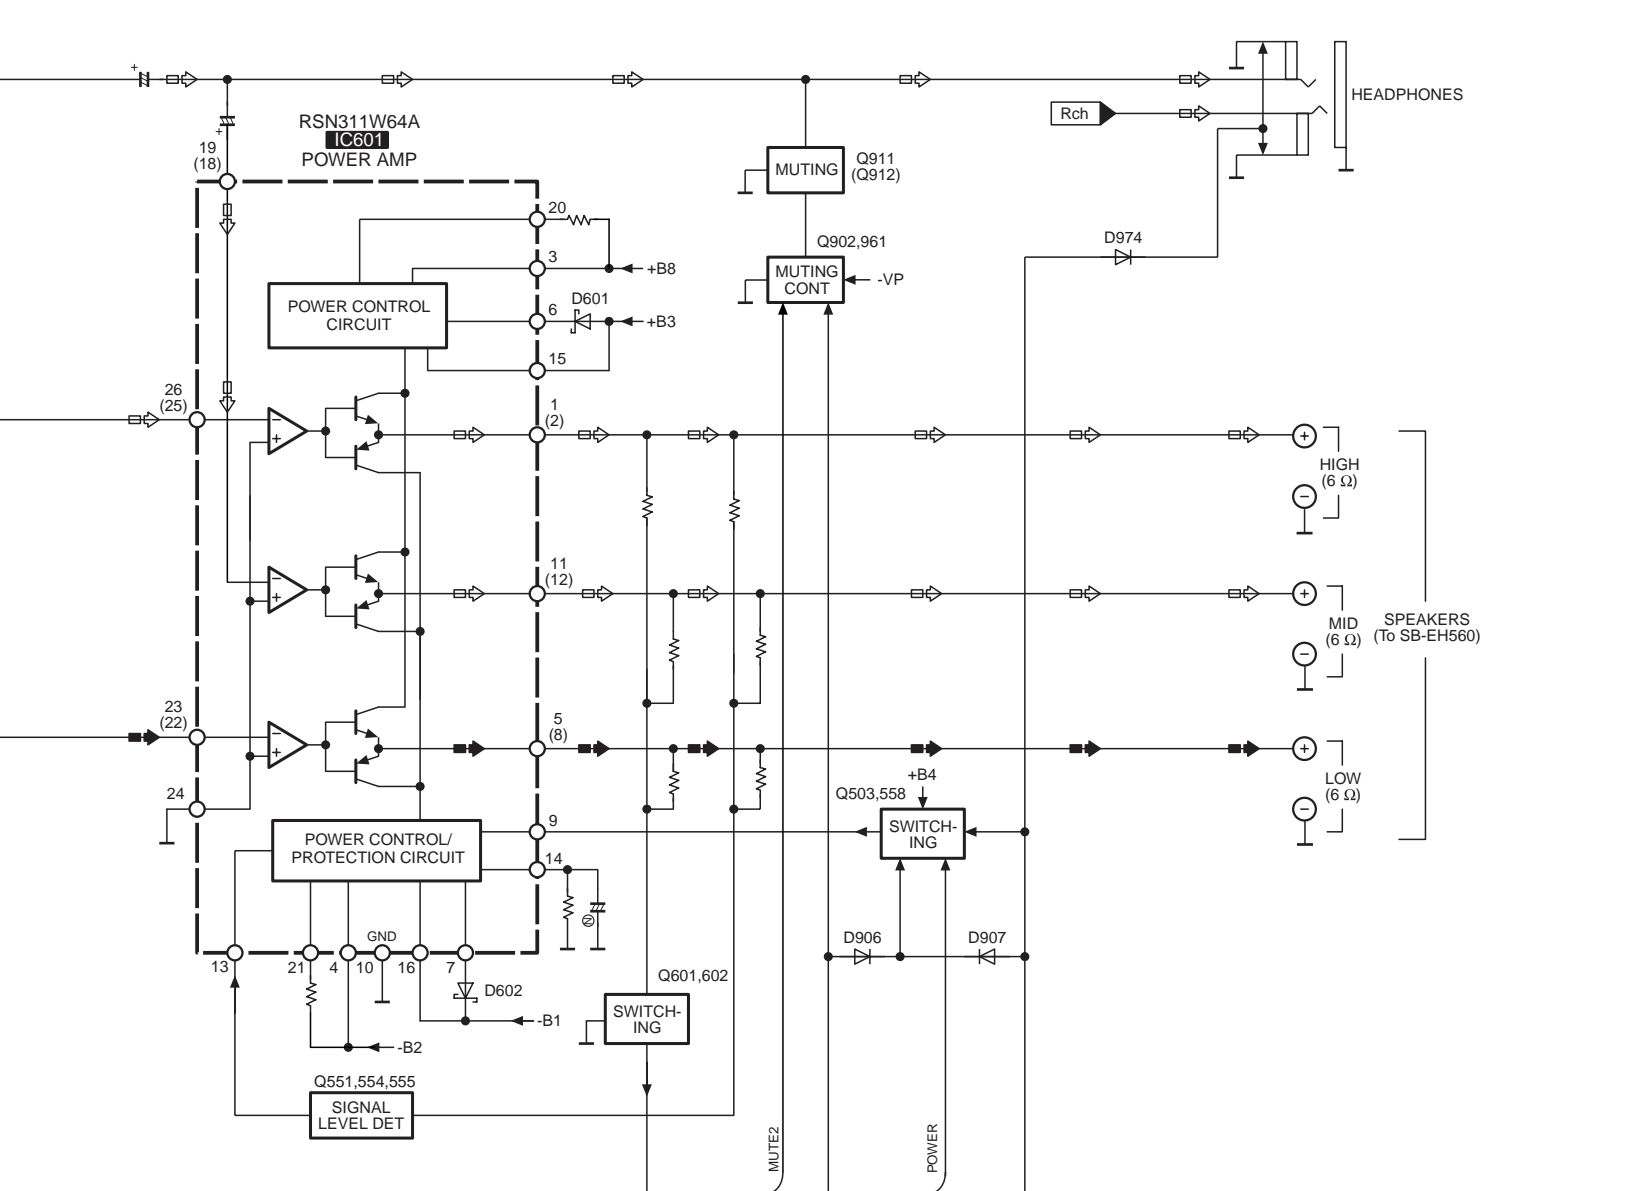 +
HEADPHONES
Rch
RSN311W64A
IC601
POWER AMP
+
19
(18)
MUTING
Q911
(Q912)
20
Q902,961
D974
3
+B8
MUTING
CONT
-VP
POWER CONTROL
CIRCUIT
6
D601
+B3
15
26
(25)
1
(2)
−
+
+
HIGH
(6 Ω)
−
11
(12)
−
+
+
MID
(6 Ω)
−
SPEAKERS
(To SB-EH560)
23
(22)
5
(8)
−
+
+
LOW
(6 Ω)
−
+B4
Q503,558
24
SWITCH-
ING
9
POWER CONTROL/
PROTECTION CIRCUIT
14
N
GND
D906
D907
13
21
4
10
16
7
D602
Q601,602
SWITCH-
ING
-B1
-B2
Q551,554,555
SIGNAL
LEVEL DET
MUTE2
POWER